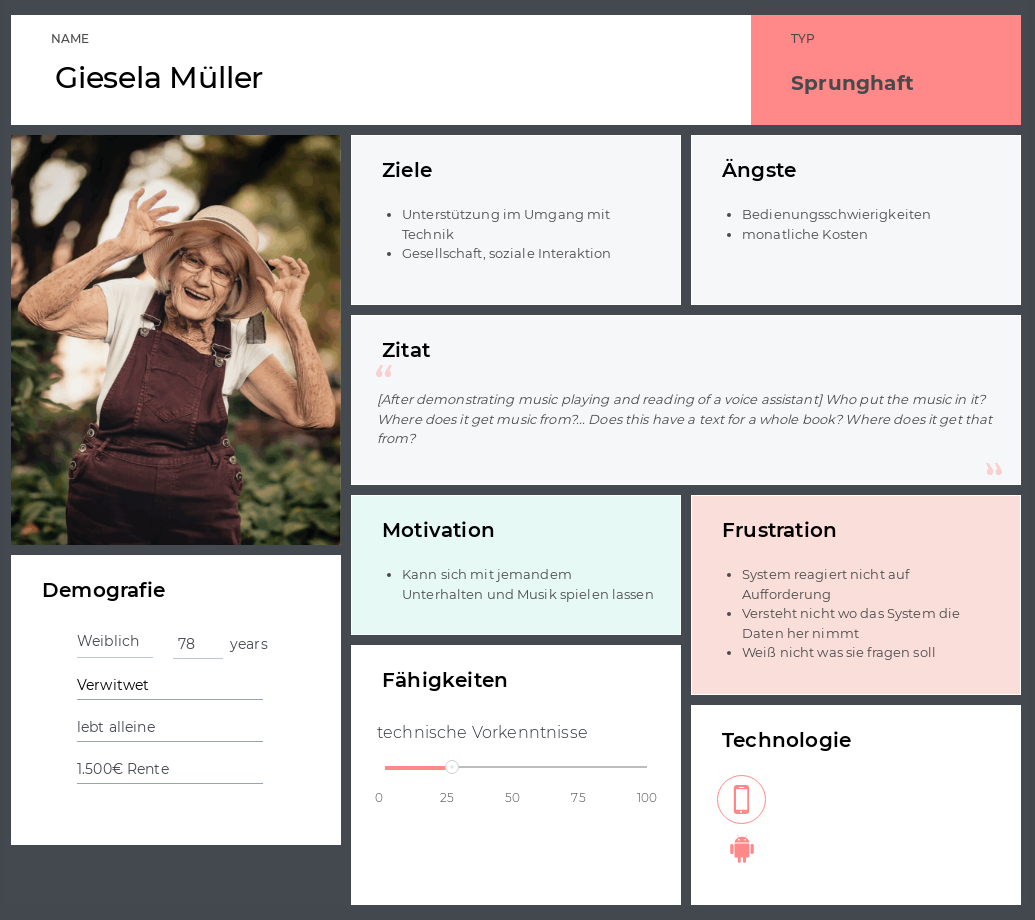 NAME
Giesela Müller
TYP
Sprunghaft
Ziele
• Unterstützung im Umgang mit
Technik
• Gesellschaft, soziale Interaktion
Ängste
• Bedienungsschwierigkeiten
• monatliche Kosten
Zitat
“
[After demonstrating music playing and reading of a voice assistant] Who put the music in it?
Where does it get music from?... Does this have a text for a whole book? Where does it get that
from?
”
Motivation
• Kann sich mit jemandem
Unterhalten und Musik spielen lassen
Frustration
• System reagiert nicht auf
Aufforderung
• Versteht nicht wo das System die
Daten her nimmt
• Weiß nicht was sie fragen soll
Demografie
Weiblich 78 years
Verwitwet
lebt alleine
1.500€ Rente
Fähigkeiten
technische Vorkenntnisse
0 25 50 75 100
Technologie